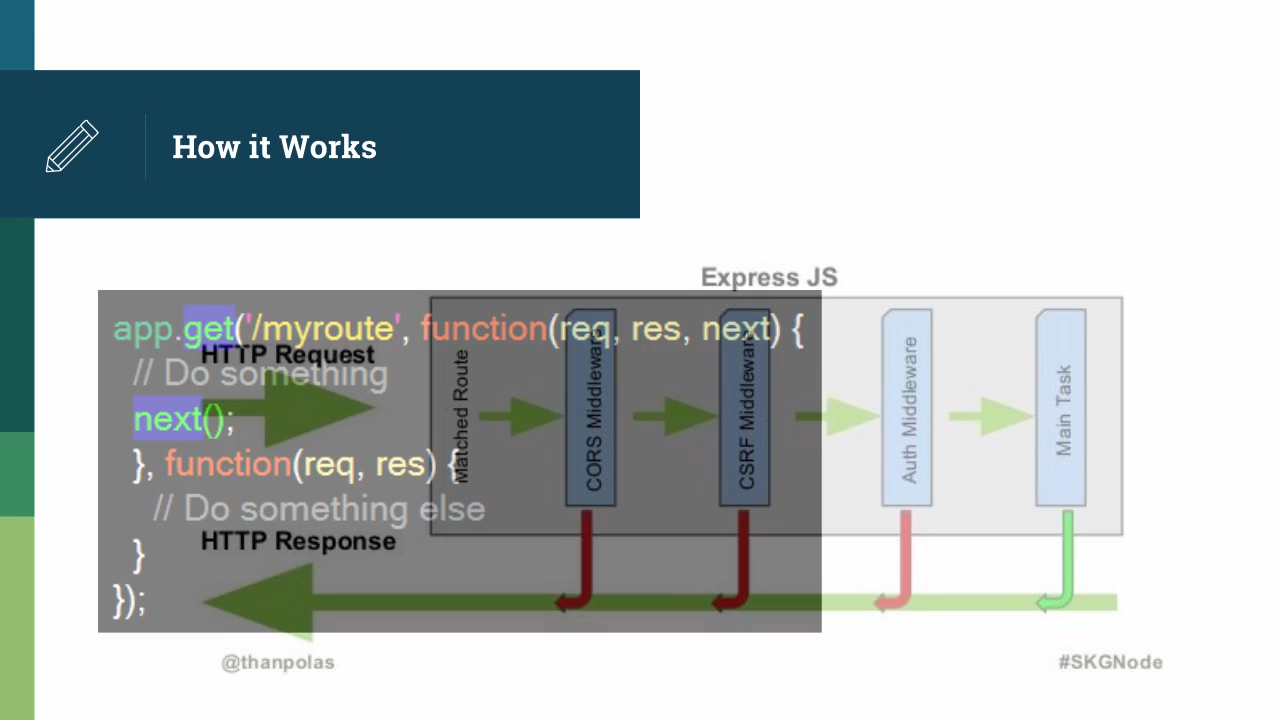 How it Works
Express JS
app.get('/myroute', function(req, res, next) {
HTTP Request
// Do something
next();
}, function(req, res) {
// Do something else
HTTP Response
}
});
Matched Route
CORS Middleware
CSRF Middleware
Auth Middleware
Main Task
@thanpolas
#SKGNode